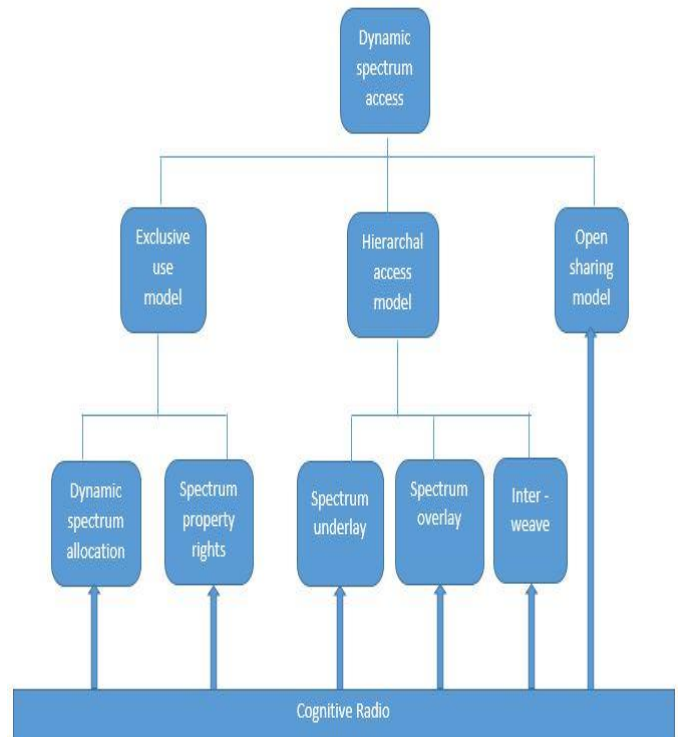 Dynamic
spectrum
access
Exclusive
use
model
Hierarchal
access
model
Open
sharing
model
Dynamic
spectrum
allocation
Spectrum
property
rights
Spectrum
underlay
Spectrum
overlay
Inter -
weave
Cognitive Radio